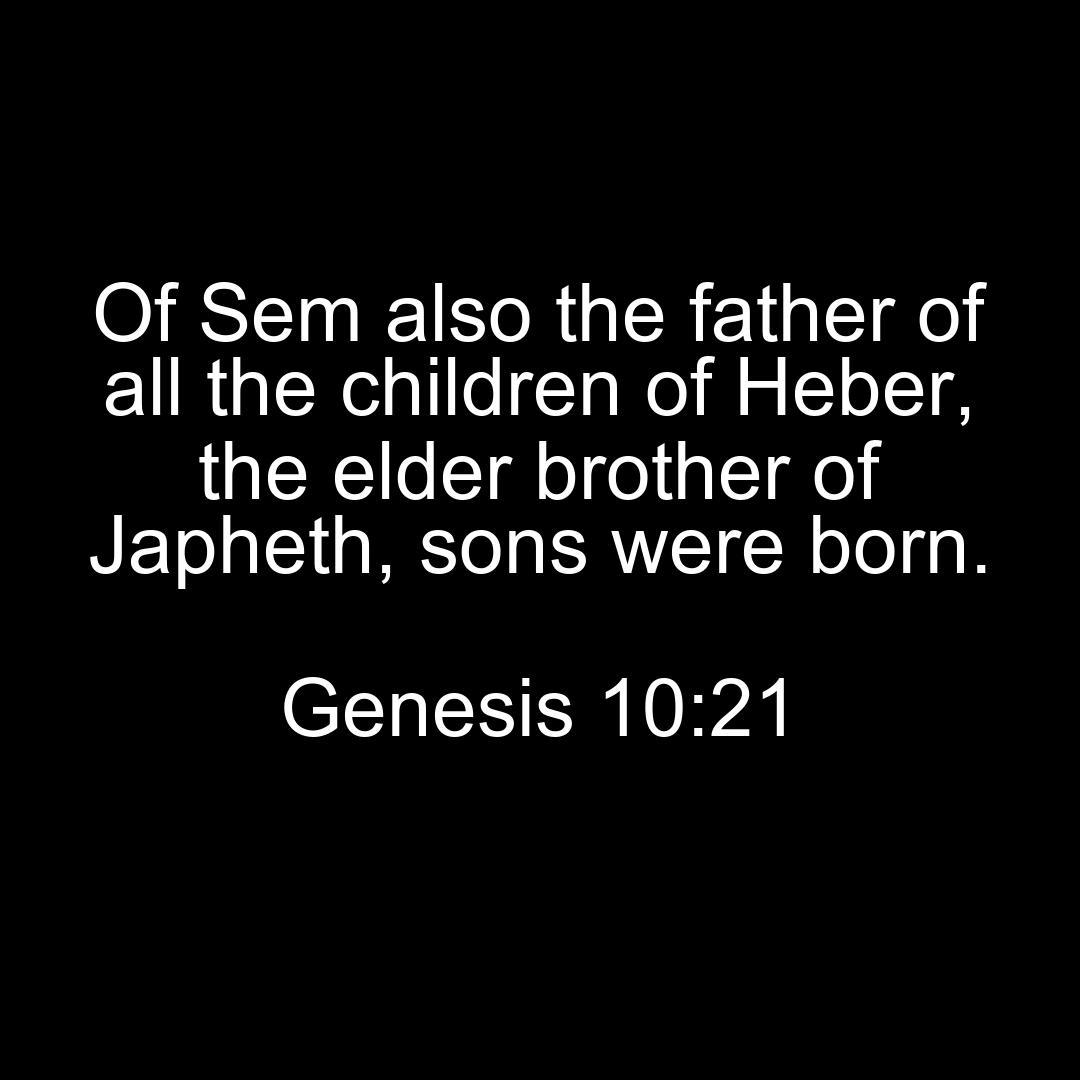 Of Sem also the father of
all the children of Heber,
the elder brother of
Japheth, sons were born.
Genesis 10:21